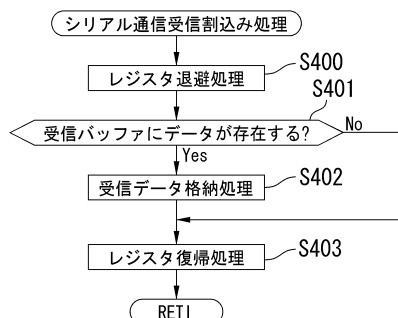 シリアル通信受信割込み処理
レジスタ退避処理
S400
S401
受信バッファにデータが存在する?
No
Yes
受信データ格納処理
S402
レジスタ復帰処理
S403
RETI